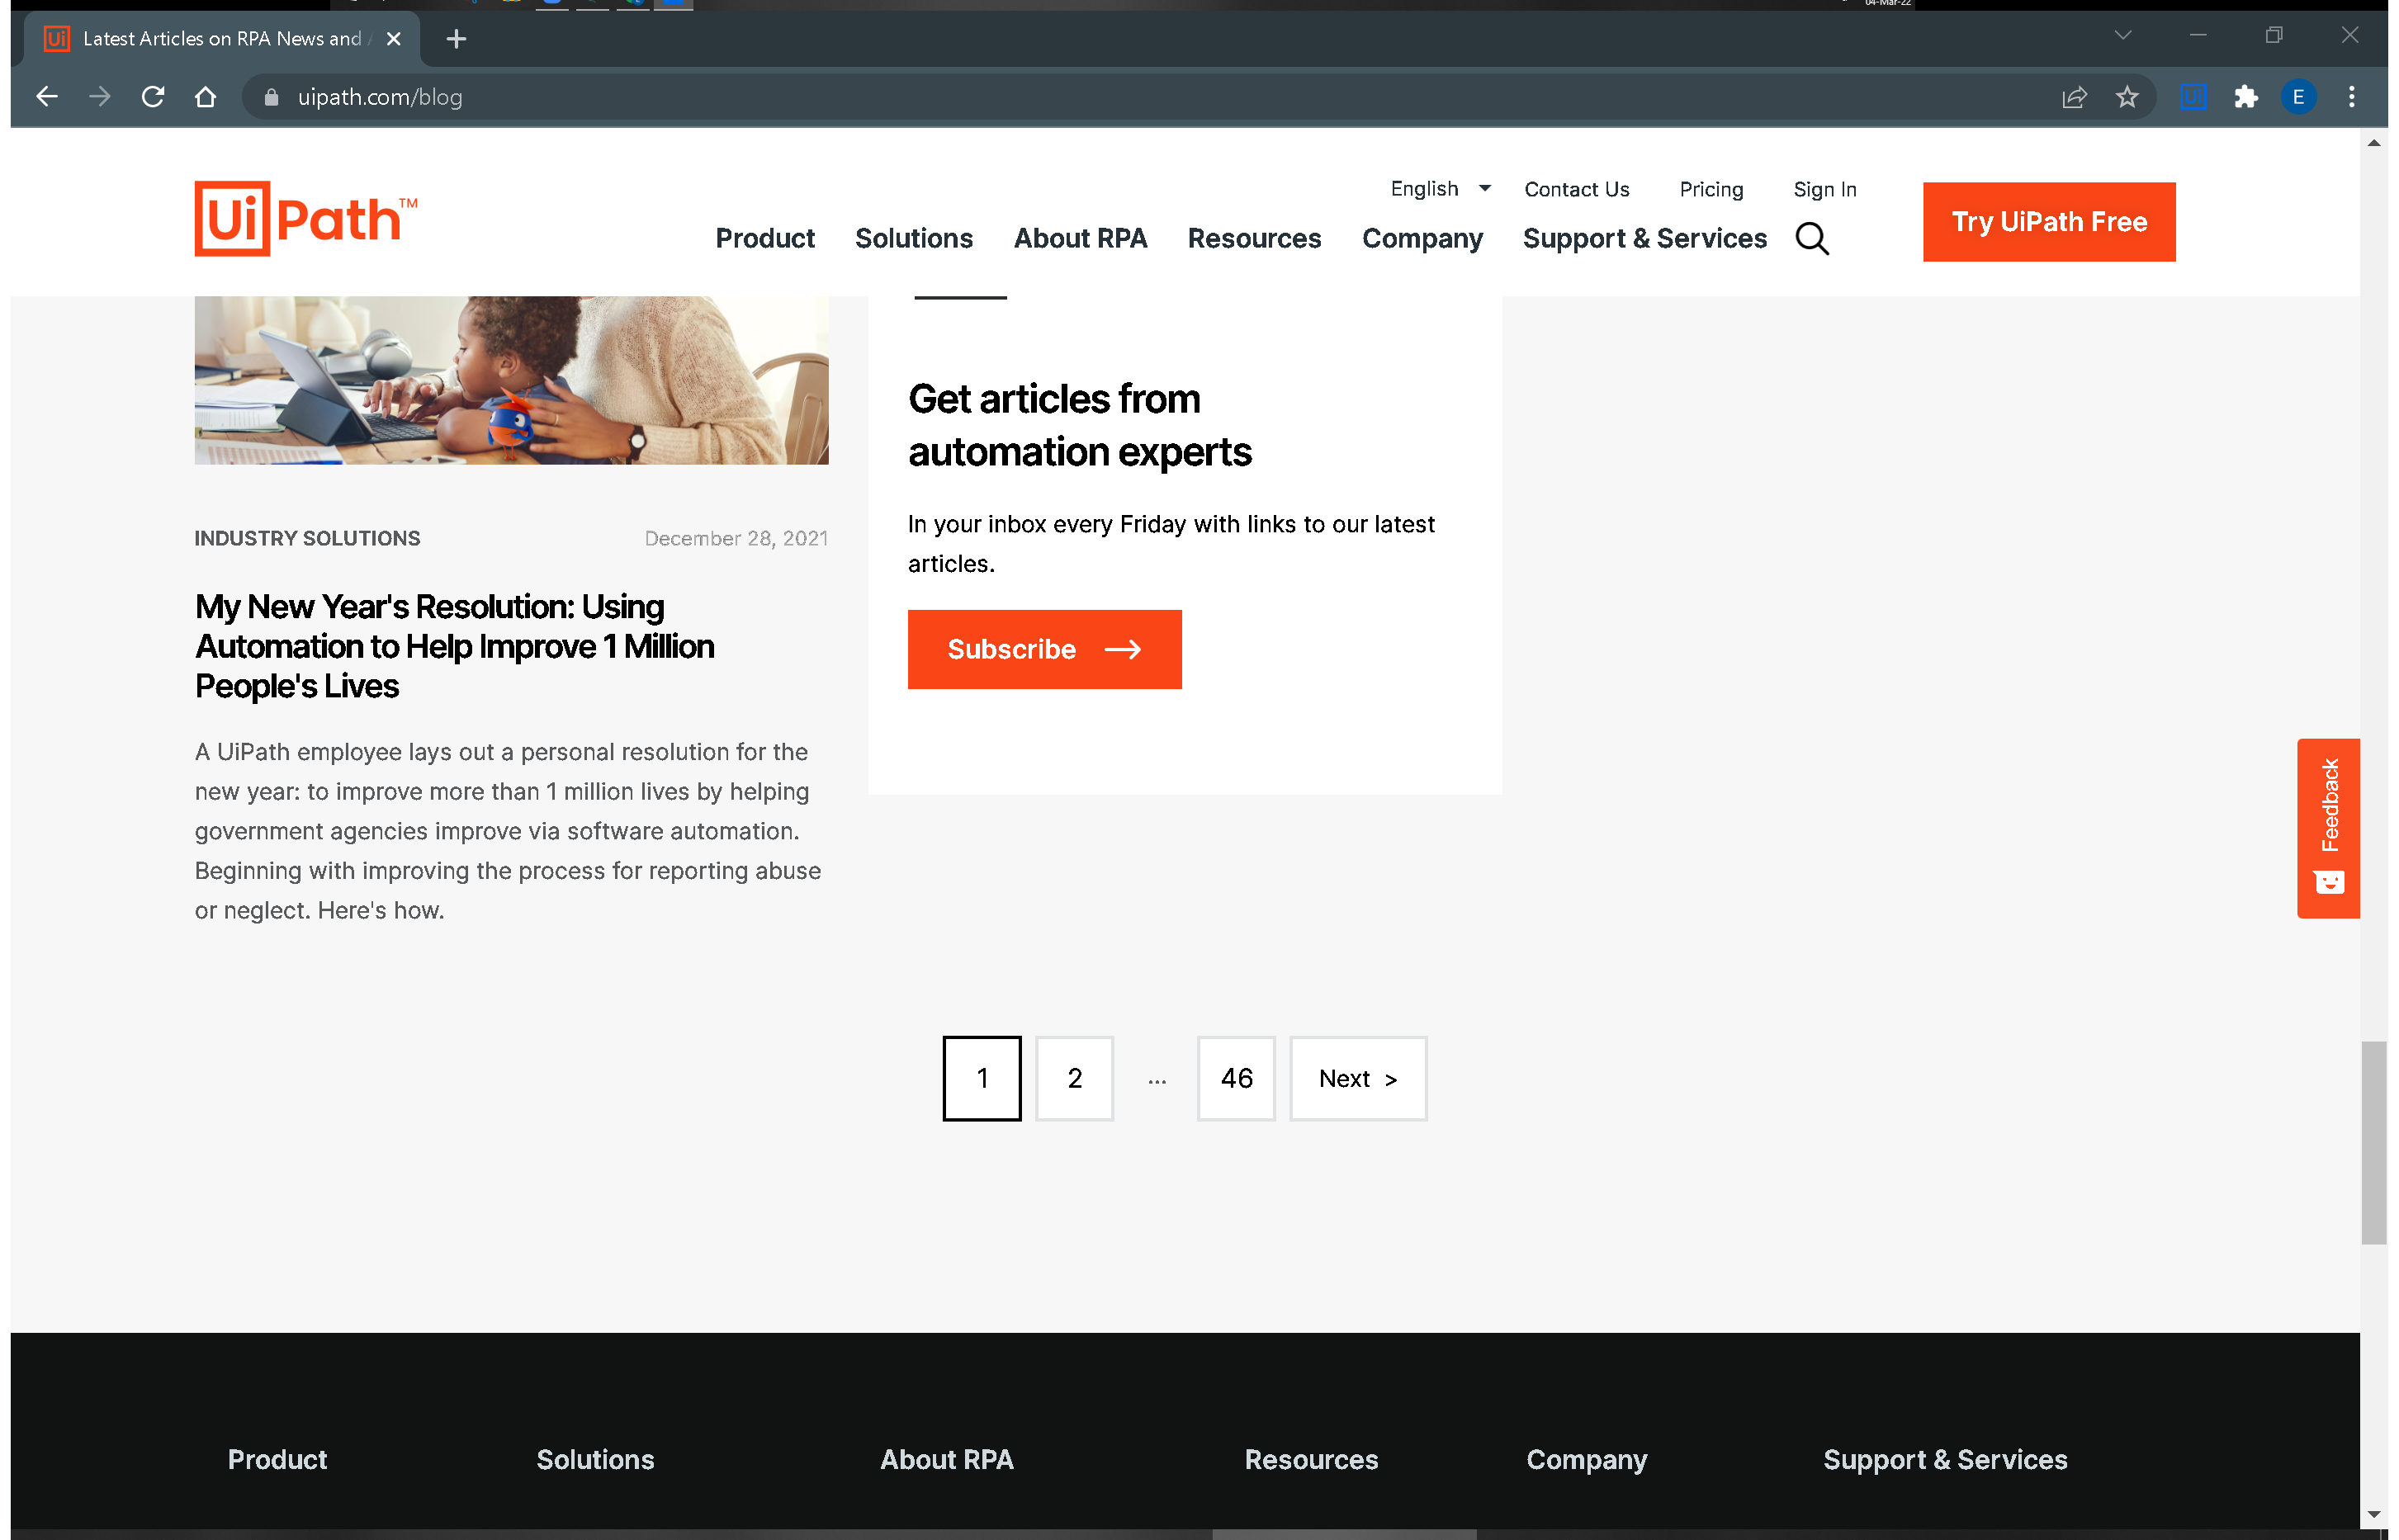 04-Mar-22
Ui Latest Articles on RPA News and
uipath.com/blog
Ui
E
English
Contact Us
Pricing
Sign In
UiPath™
Product
Solutions
About RPA
Resources
Company
Support & Services
Try UiPath Free
Get articles from
automation experts
In your inbox every Friday with links to our latest
articles.
Subscribe
INDUSTRY SOLUTIONS
December 28, 2021
My New Year's Resolution: Using
Automation to Help Improve 1 Million
People's Lives
A UiPath employee lays out a personal resolution for the
new year: to improve more than 1 million lives by helping
government agencies improve via software automation.
Beginning with improving the process for reporting abuse
or neglect. Here's how.
Feedback
1
2
...
46
Next >
Product
Solutions
About RPA
Resources
Company
Support & Services